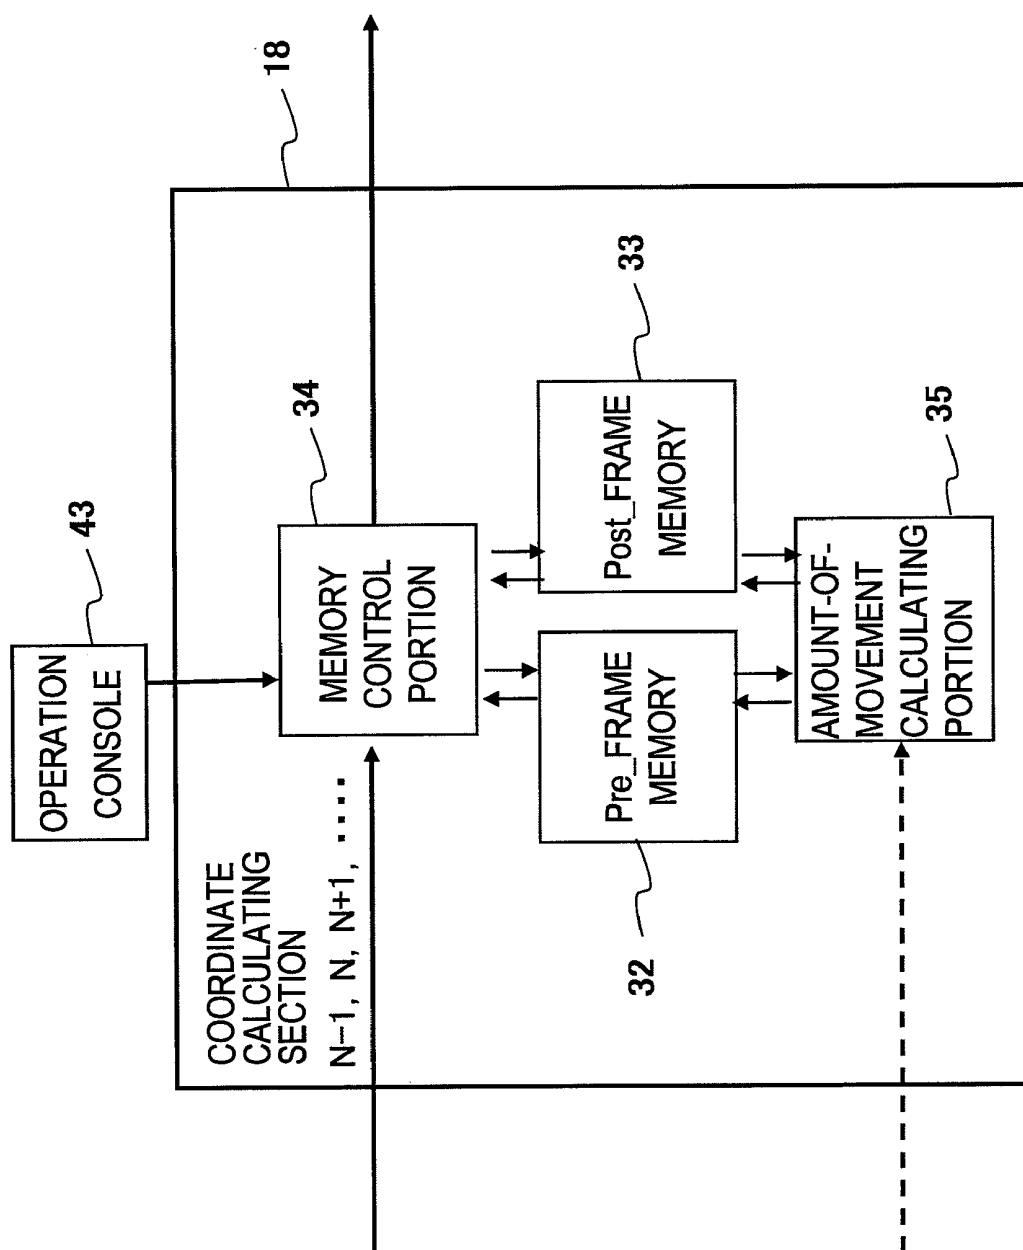 OPERATION
CONSOLE
43
18
COORDINATE
CALCULATING
SECTION
N−1, N, N+1, ....
MEMORY
CONTROL
PORTION
34
Pre_FRAME
MEMORY
32
Post_FRAME
MEMORY
33
AMOUNT-OF-
MOVEMENT
CALCULATING
PORTION
35